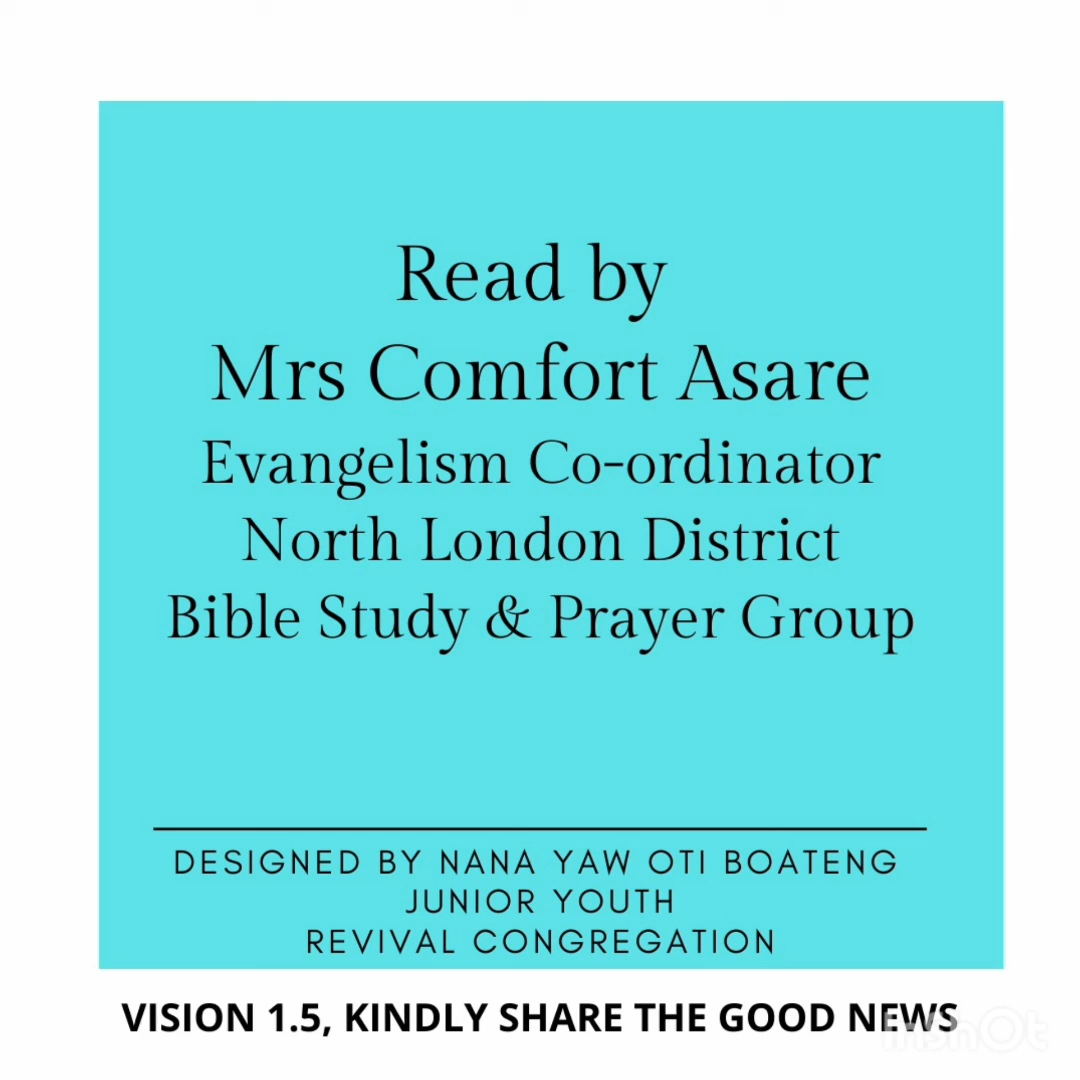 Read by
Mrs Comfort Asare
Evangelism Co-ordinator
North London District
Bible Study & Prayer Group
DESIGNED BY NANA YAW OTI BOATENG
JUNIOR YOUTH
REVIVAL CONGREGATION
VISION 1.5, KINDLY SHARE THE GOOD NEWS
InShOt